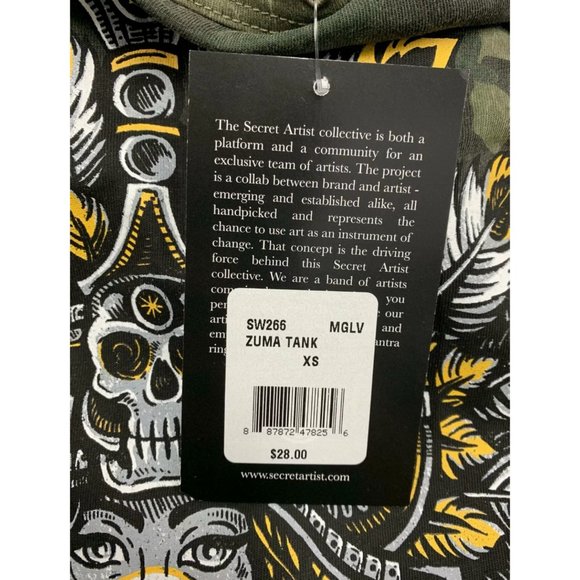 The Secret Artist collective is both a
platform and a community for an
exclusive team of artists. The project
is a collab between brand and artist -
emerging and established alike, all
handpicked and represents the
chance to use art as an instrument of
change. That concept is the driving
force behind this Secret Artist
collective. We are a band of artists
you
our
and
SW266 MGLV
ZUMA TANK
XS
8 87872 47825 6
$28.00
www.secretartist.com